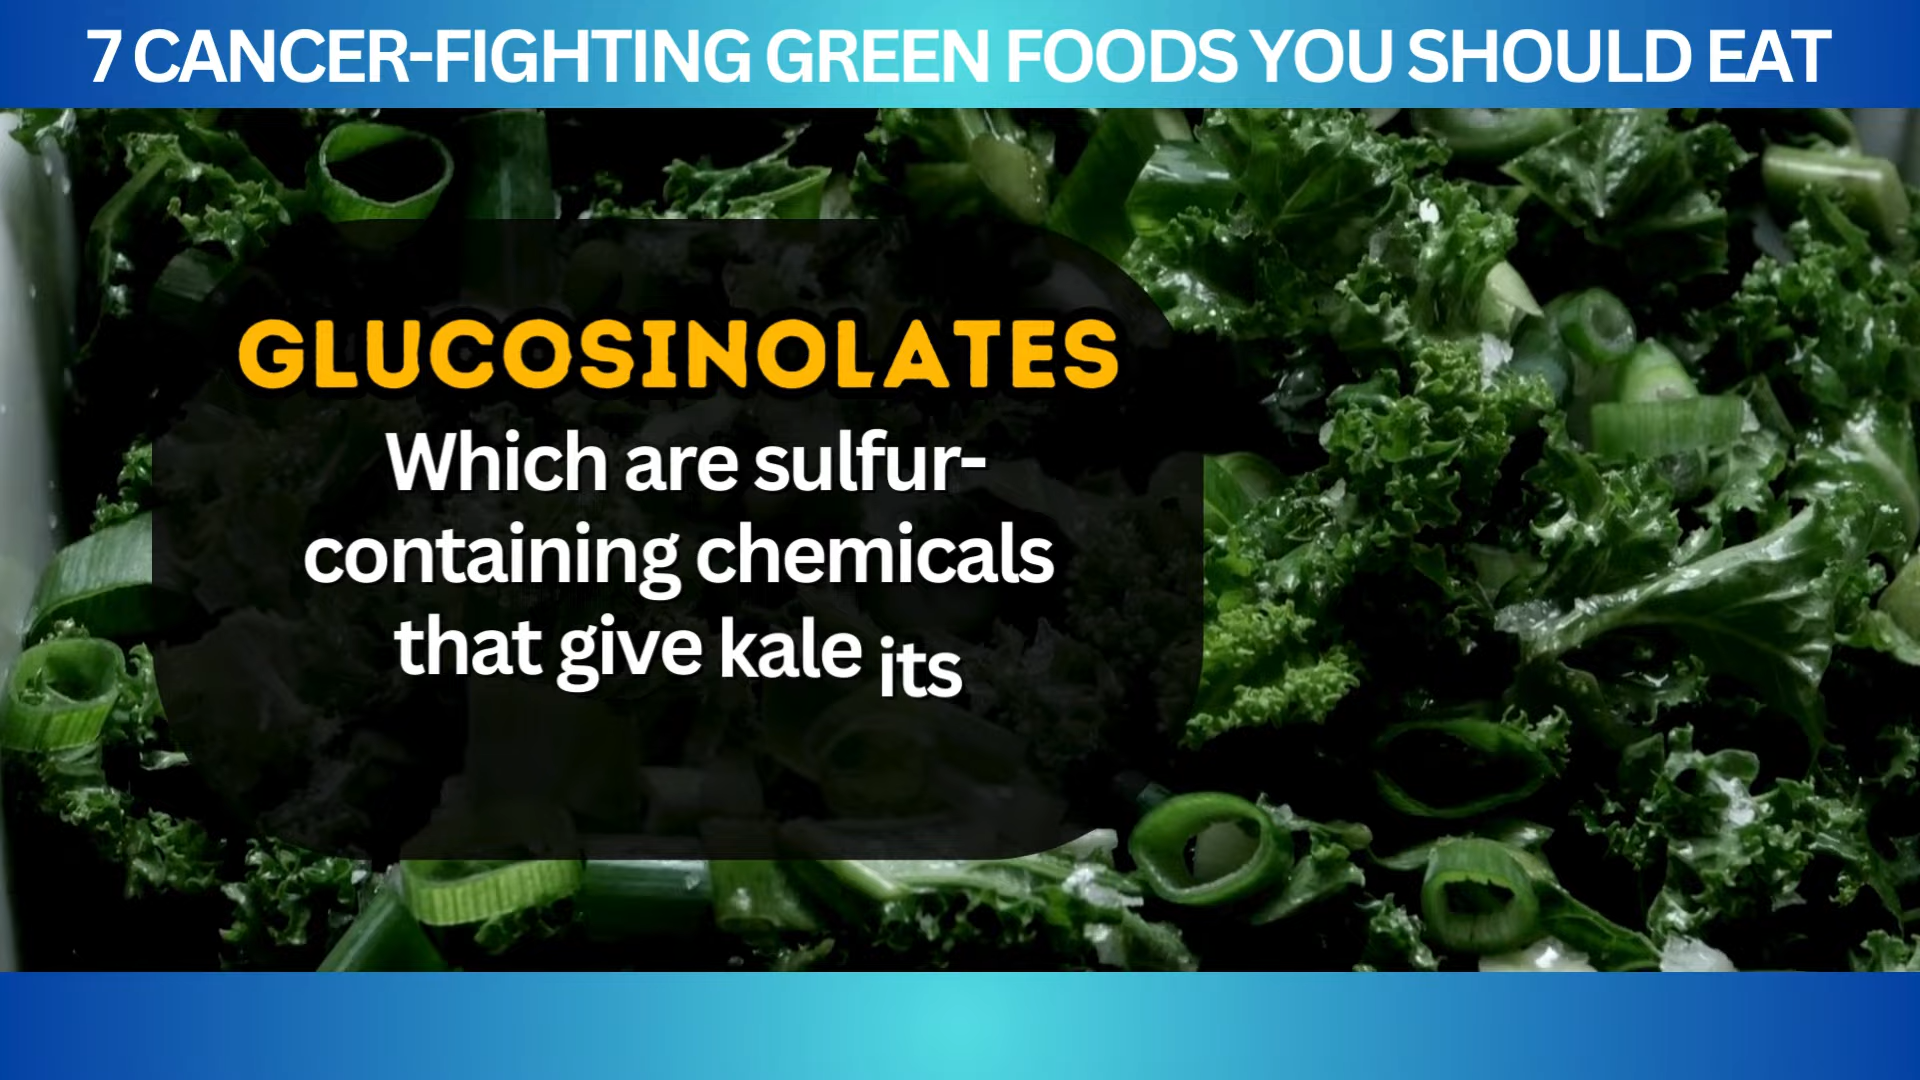 7 CANCER-FIGHTING GREEN FOODS YOU SHOULD EAT
GLUCOSINOLATES
Which are sulfur-
containing chemicals
that give kale its